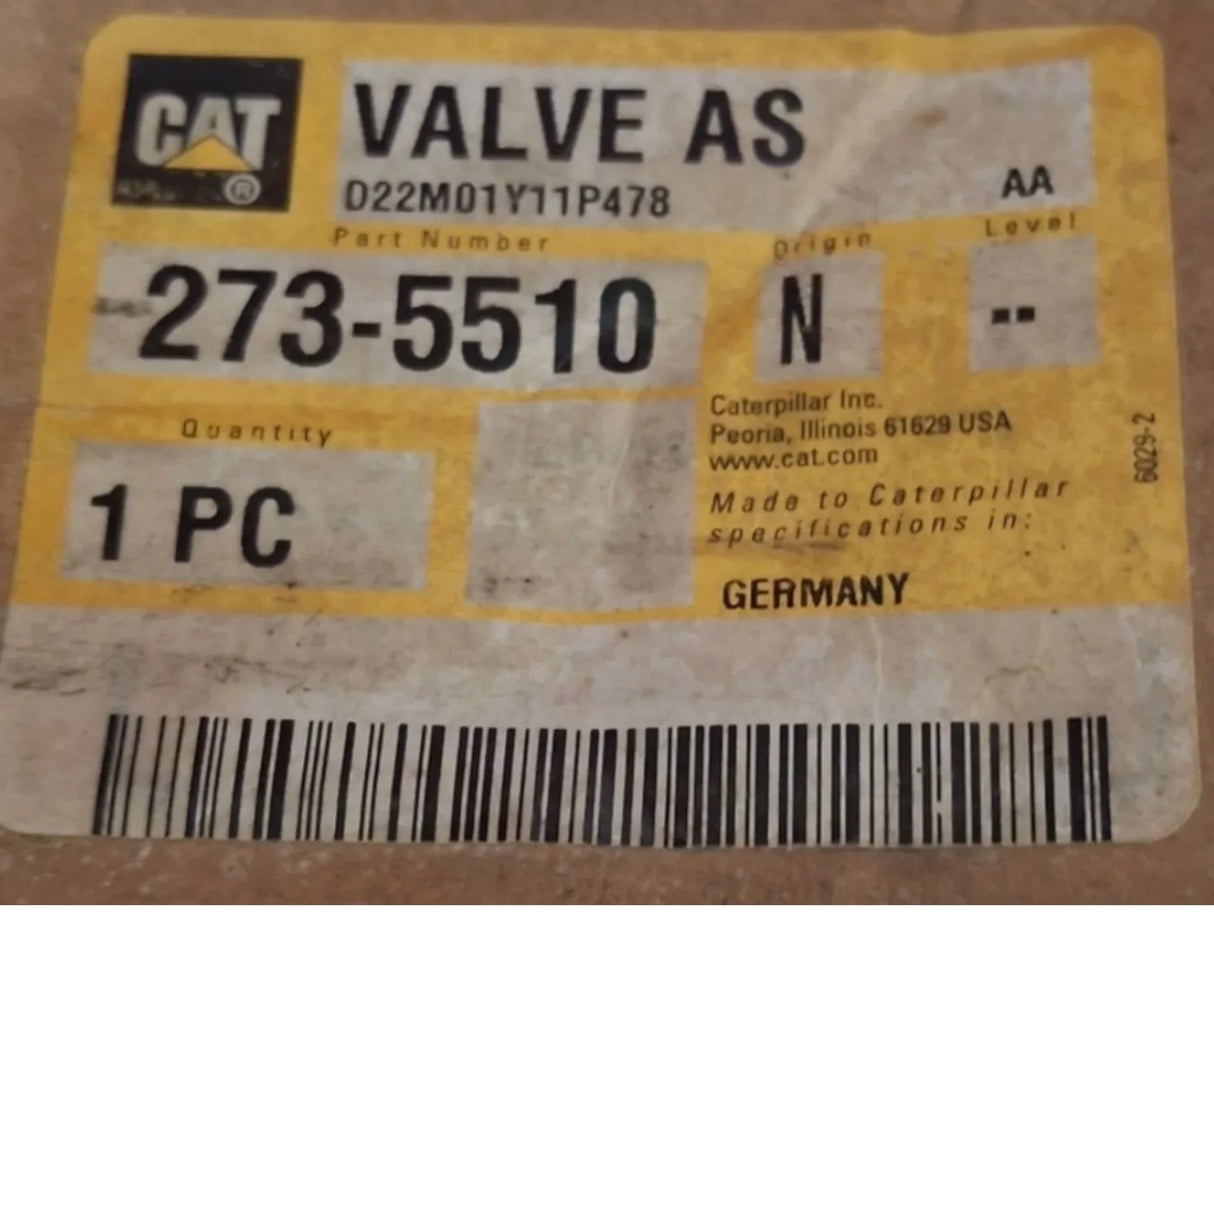 CAT
®
VALVE AS
D22M01Y11P478
AA
Part Number
Origin
Level
273-5510
N
--
Quantity
1 PC
Caterpillar Inc.
Peoria, Illinois 61629 USA
www.cat.com
Made to Caterpillar
specifications in:
GERMANY
6029-2